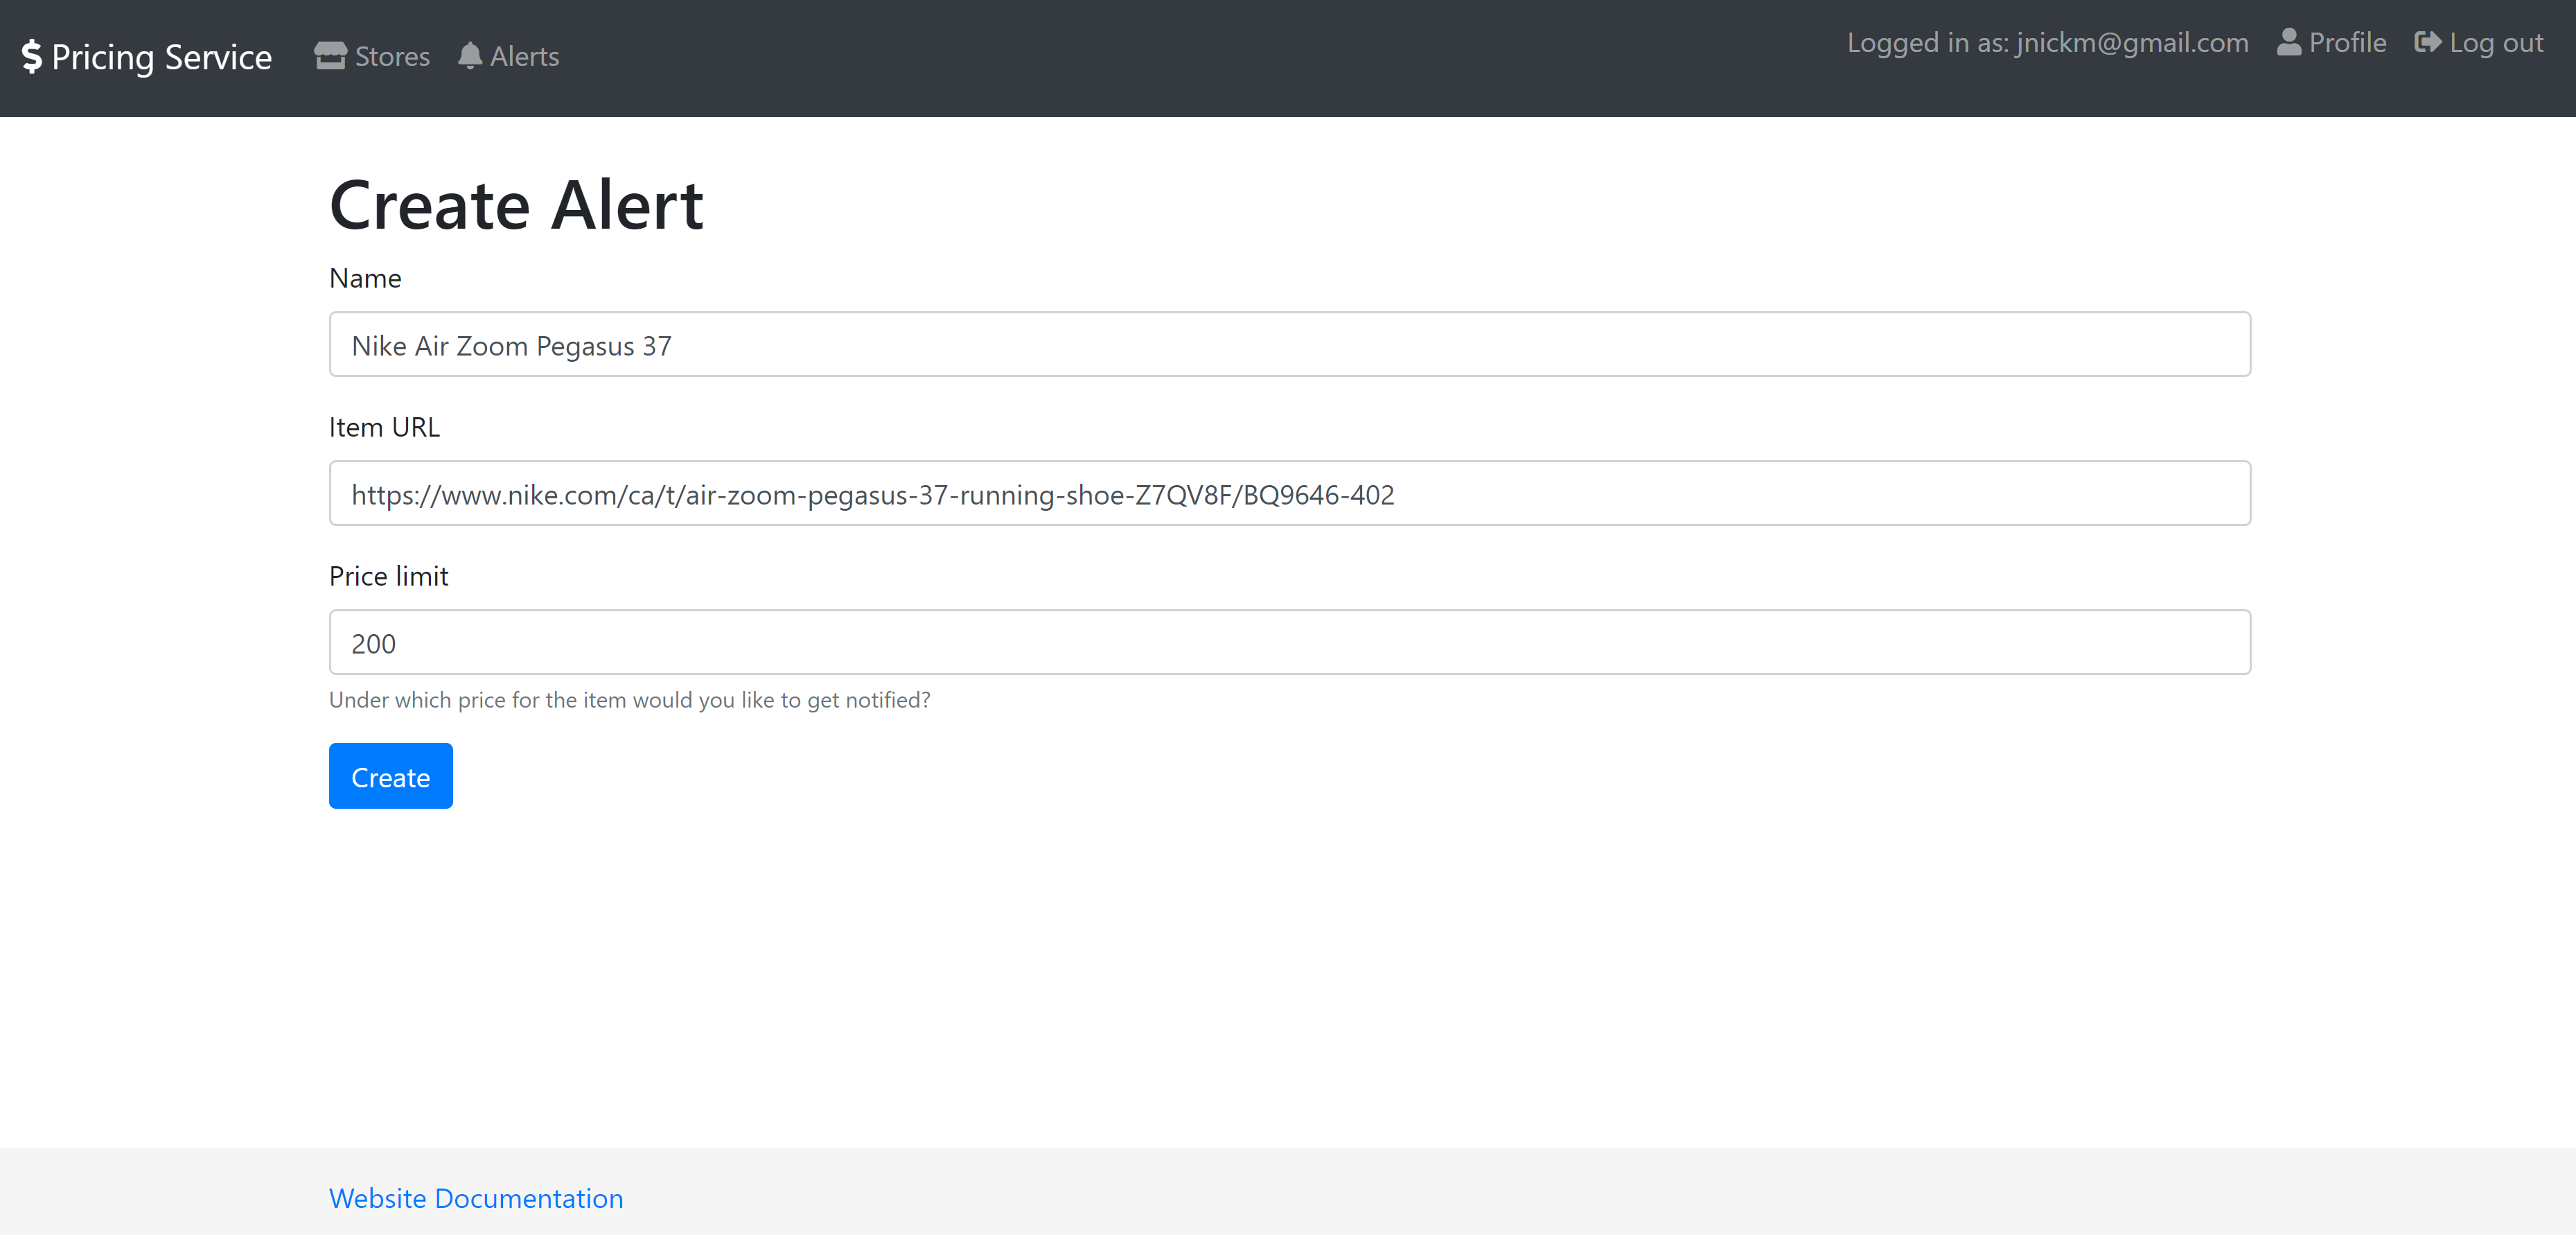 $ Pricing Service Stores Alerts Logged in as: jnickm@gmail.com Profile Log out
Create Alert
Name
Nike Air Zoom Pegasus 37
Item URL
https://www.nike.com/ca/t/air-zoom-pegasus-37-running-shoe-Z7QV8F/BQ9646-402
Price limit
200
Under which price for the item would you like to get notified?
Create
Website Documentation